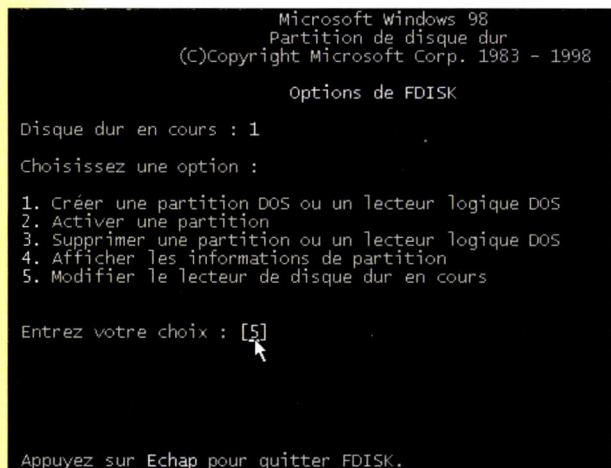 Microsoft Windows 98
Partition de disque dur
(C)Copyright Microsoft Corp. 1983 - 1998
Options de FDISK
Disque dur en cours : 1
Choisissez une option :
1. Créer une partition DOS ou un lecteur logique DOS
2. Activer une partition
3. Supprimer une partition ou un lecteur logique DOS
4. Afficher les informations de partition
5. Modifier le lecteur de disque dur en cours
Entrez votre choix : [5]
Appuyez sur Echap pour quitter FDISK.